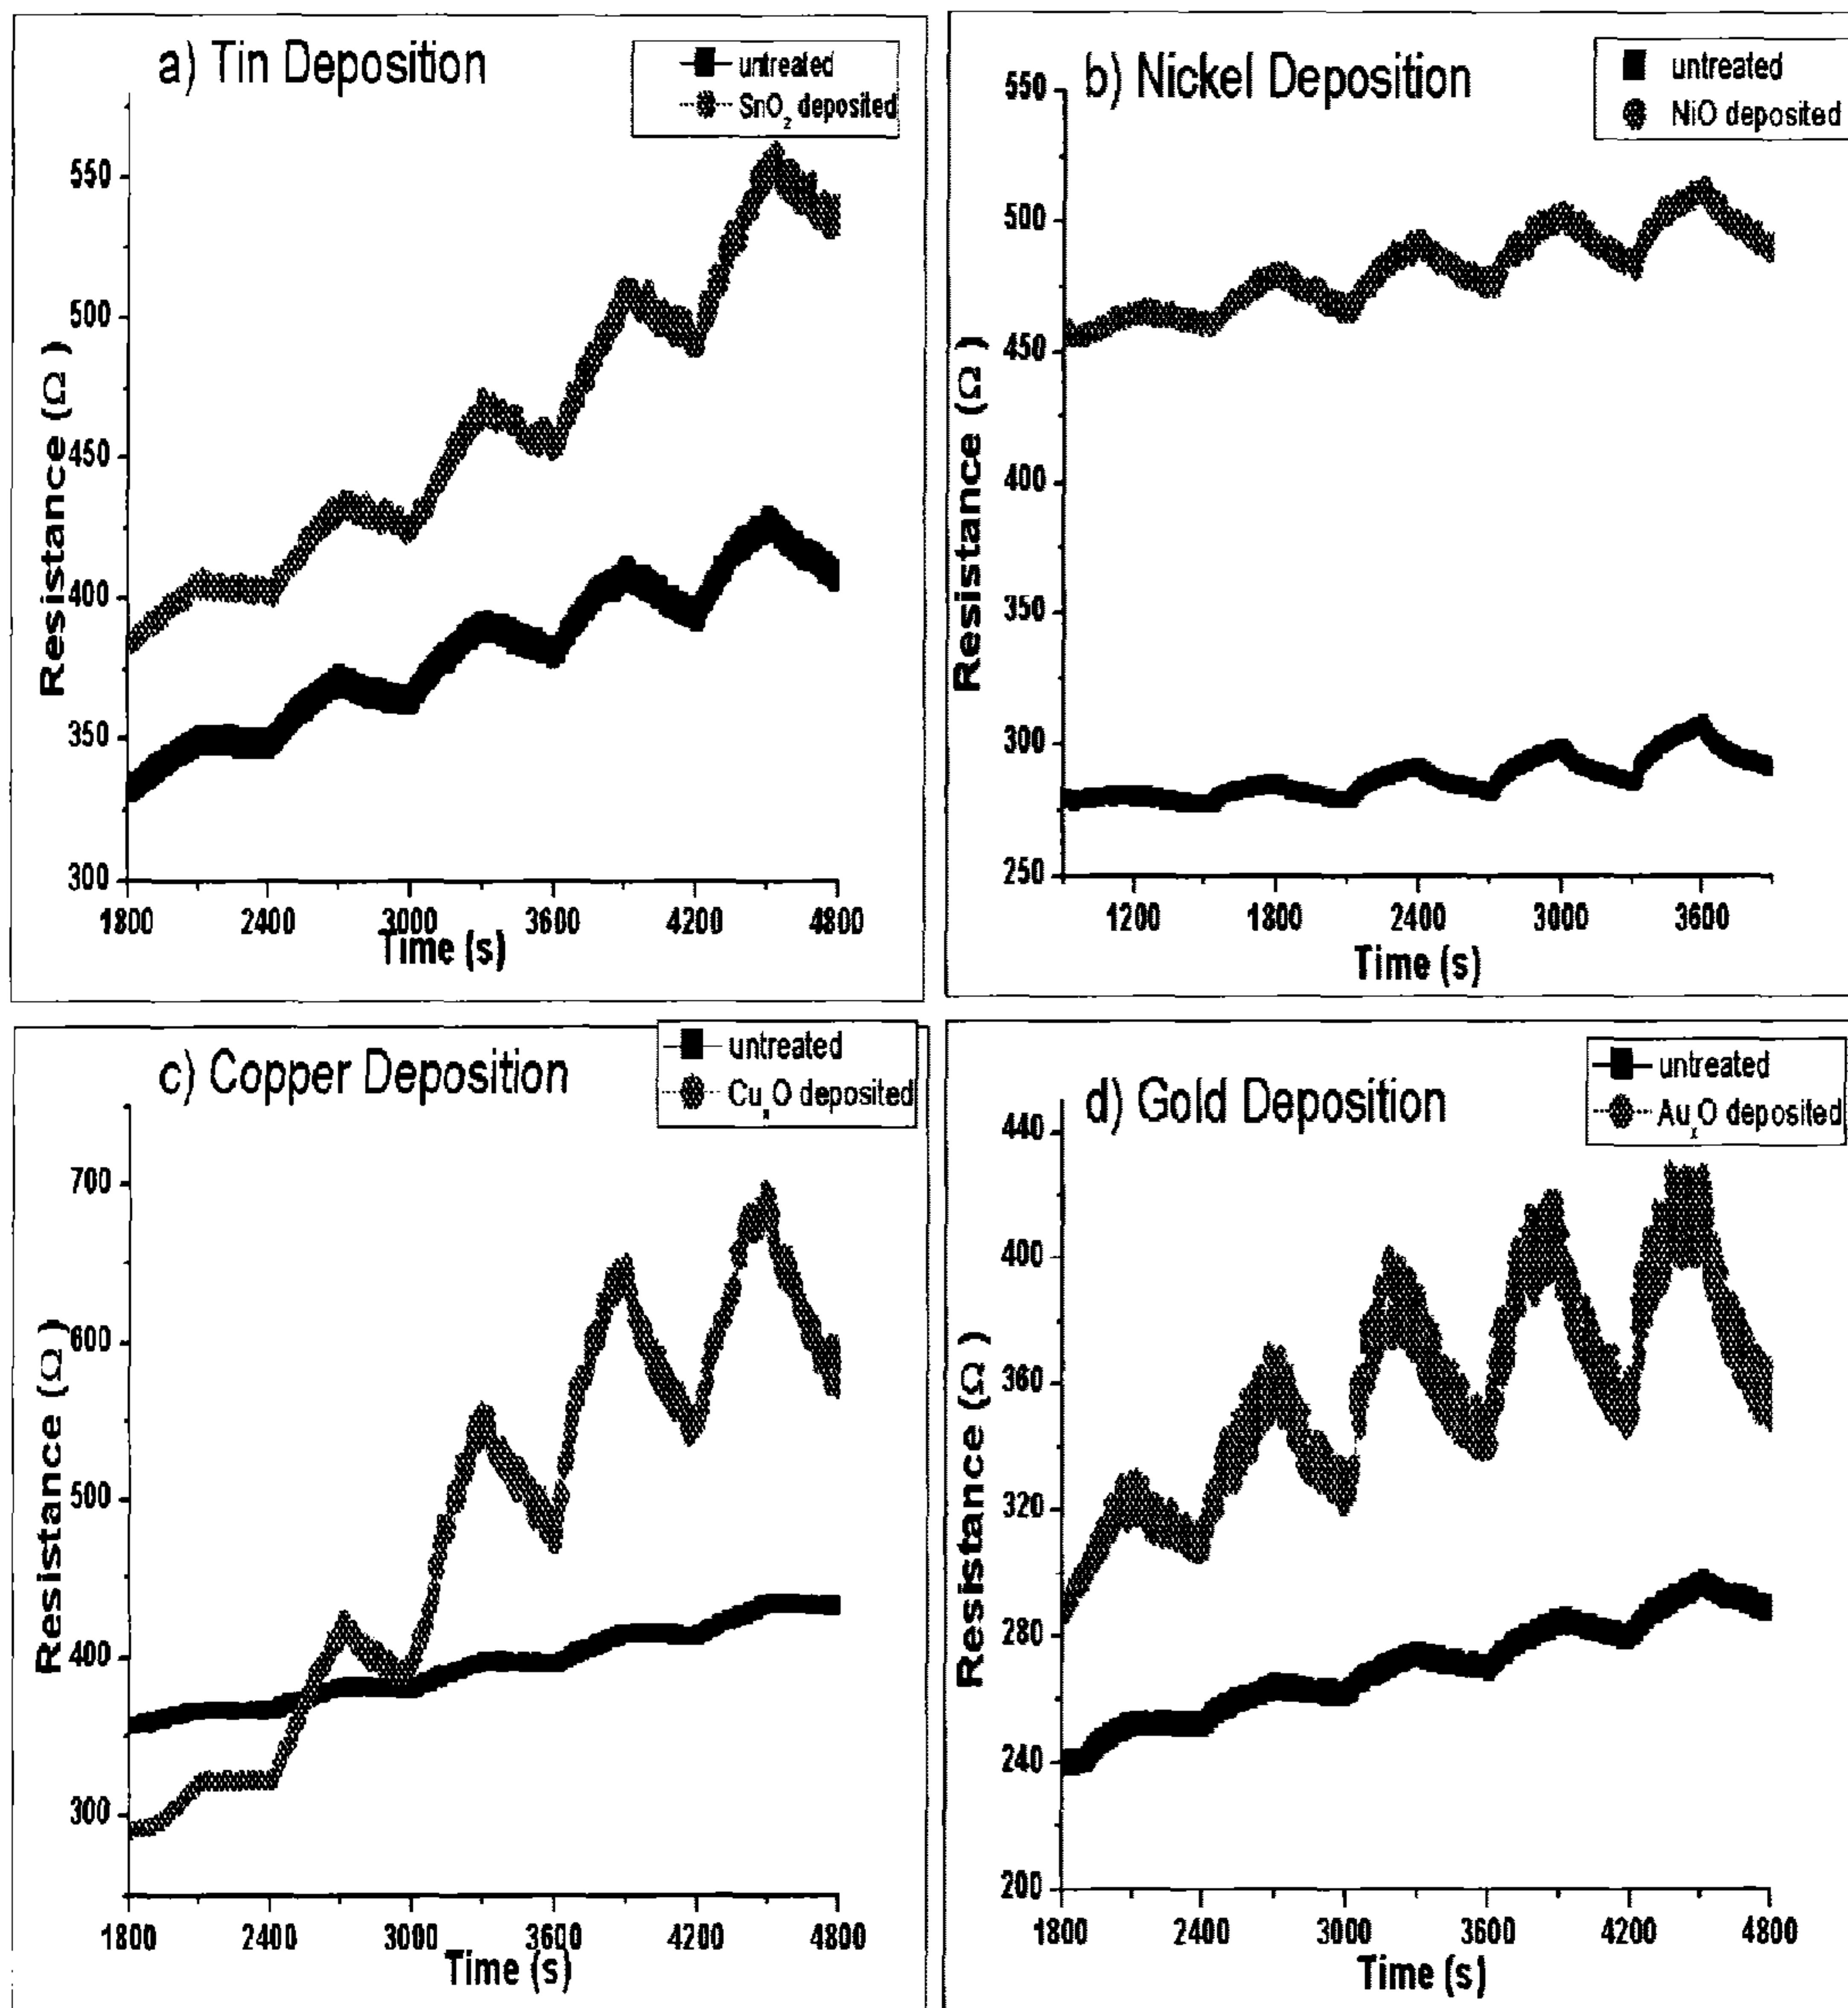 a) Tin Deposition
untreated
SnO₂ deposited
550
500
450
400
350
300
Resistance (Ω)
1800 2400 3000 3600 4200 4800
Time (s)
b) Nickel Deposition
untreated
NiO deposited
550
500
450
400
350
300
250
Resistance (Ω)
1200 1800 2400 3000 3600
Time (s)
c) Copper Deposition
untreated
CuₓO deposited
700
600
500
400
300
Resistance (Ω)
1800 2400 3000 3600 4200 4800
Time (s)
d) Gold Deposition
untreated
AuₓO deposited
440
400
360
320
280
240
200
Resistance (Ω)
1800 2400 3000 3600 4200 4800
Time (s)